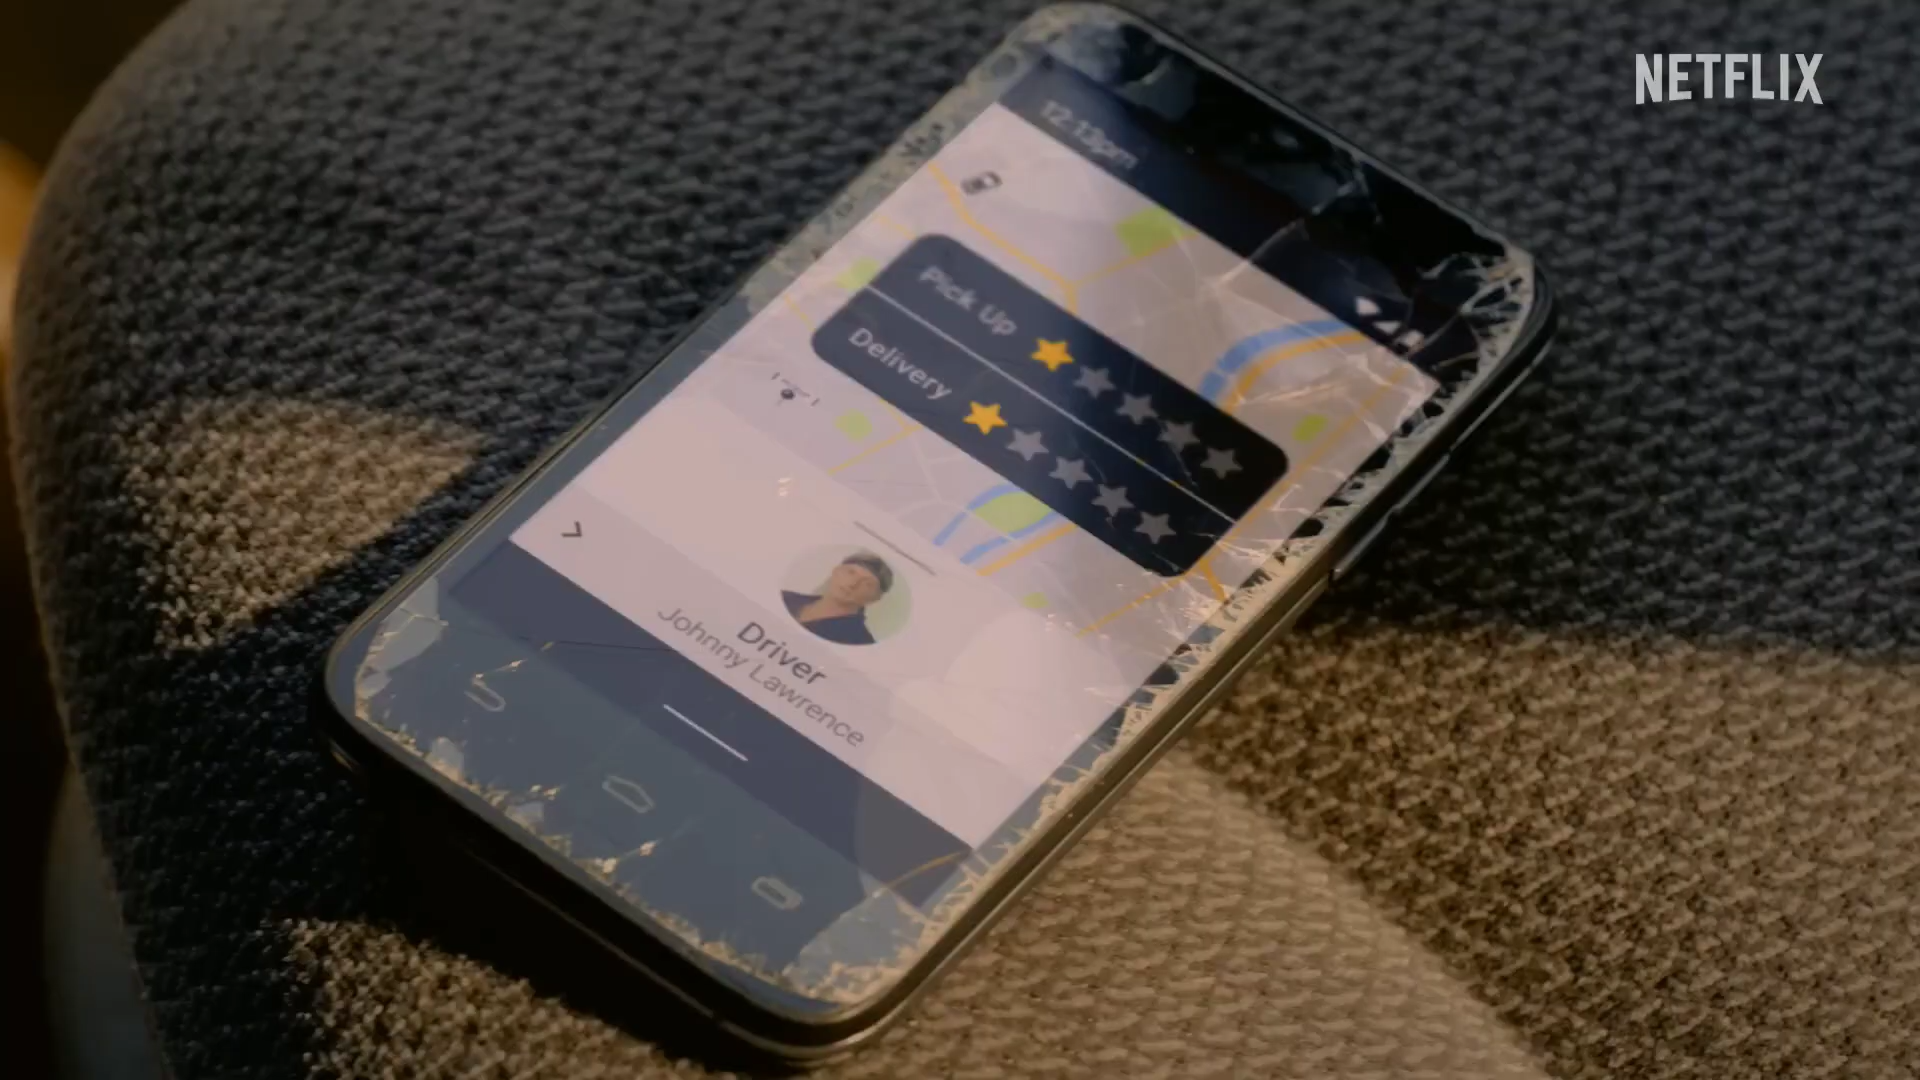 NETFLIX
12:13pm
Pick Up
Delivery
Driver
Johnny Lawrence